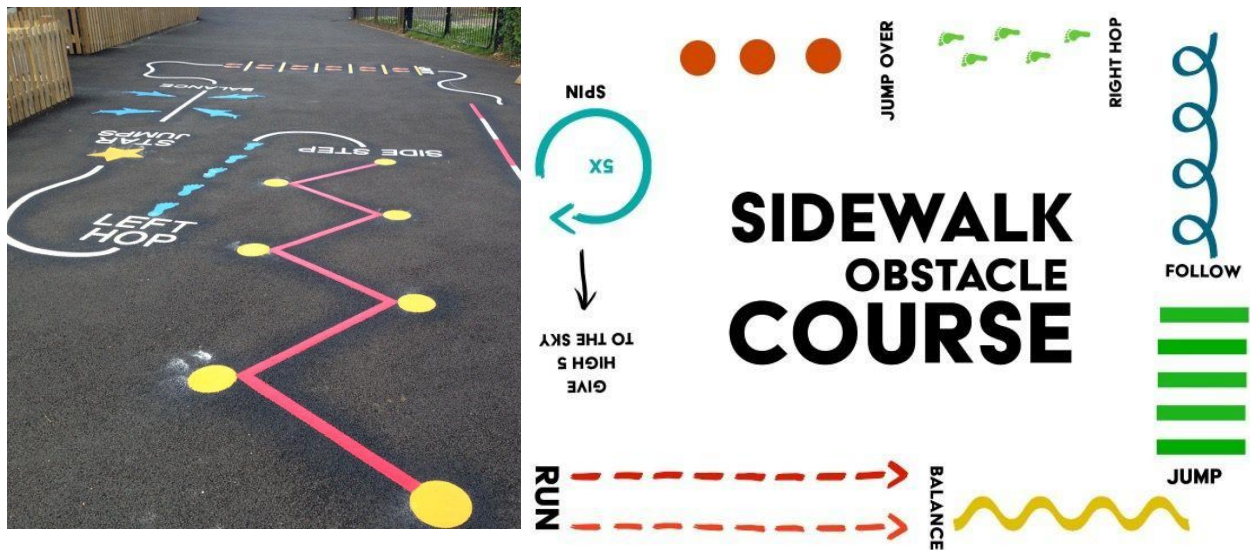 BALANCE
STAR
JUMPS
SIDE STEP
LEFT
HOP
SPIN
5X
GIVE
HIGH 5
TO THE SKY
JUMP OVER
RIGHT HOP
SIDEWALK
OBSTACLE
COURSE
FOLLOW
JUMP
RUN
BALANCE